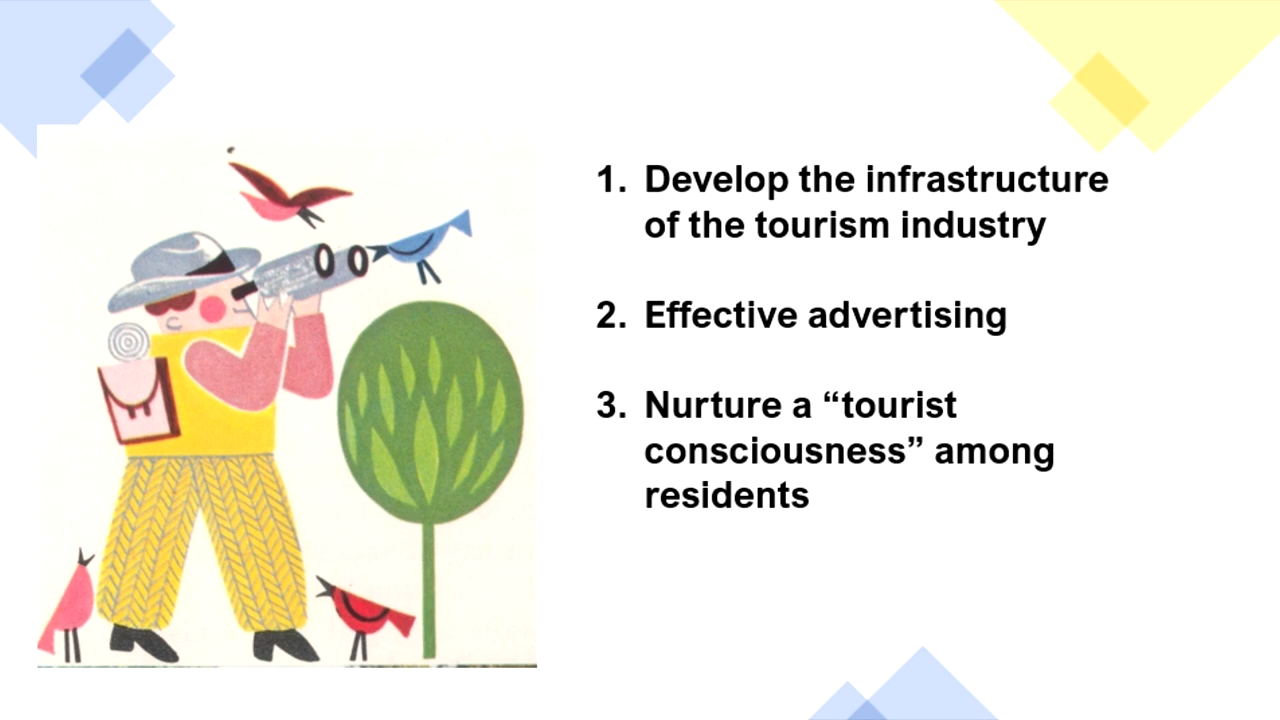 1. Develop the infrastructure
of the tourism industry
2. Effective advertising
3. Nurture a “tourist
consciousness” among
residents